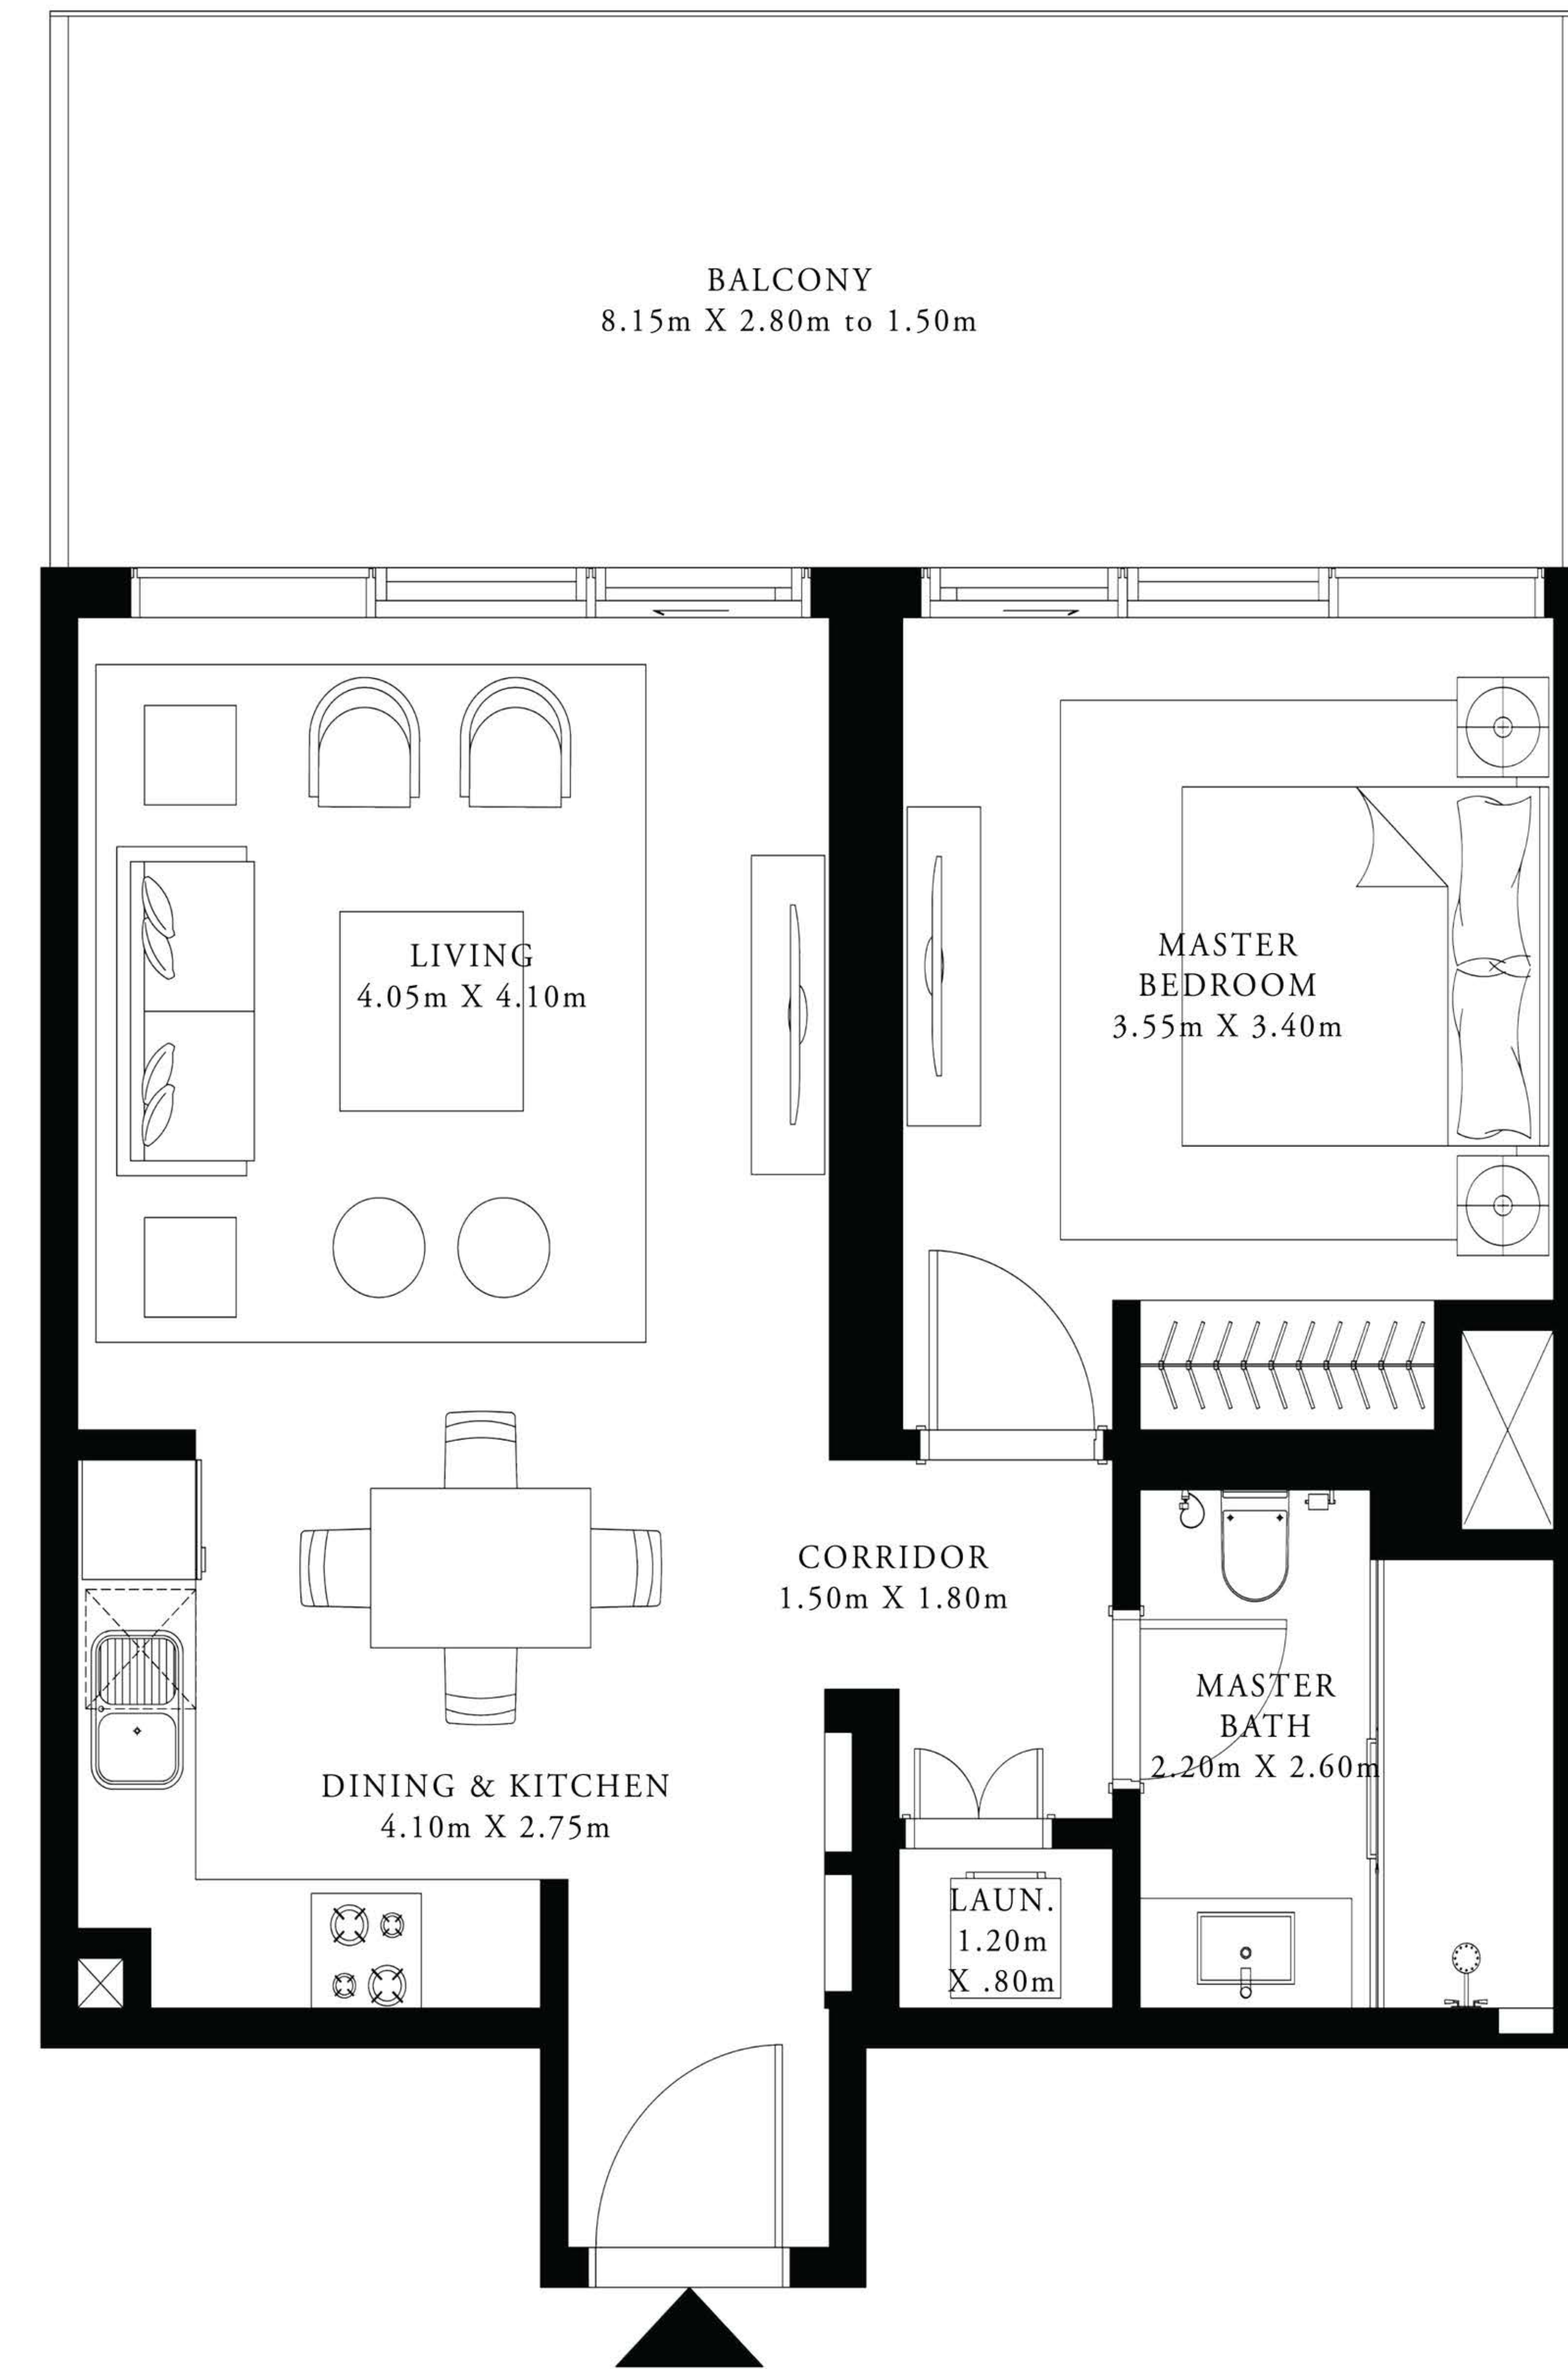 BALCONY
8.15m X 2.80m to 1.50m
LIVING
4.05m X 4.10m
MASTER
BEDROOM
3.55m X 3.40m
CORRIDOR
1.50m X 1.80m
MASTER
BATH
2.20m X 2.60m
DINING & KITCHEN
4.10m X 2.75m
LAUN.
1.20m
X .80m